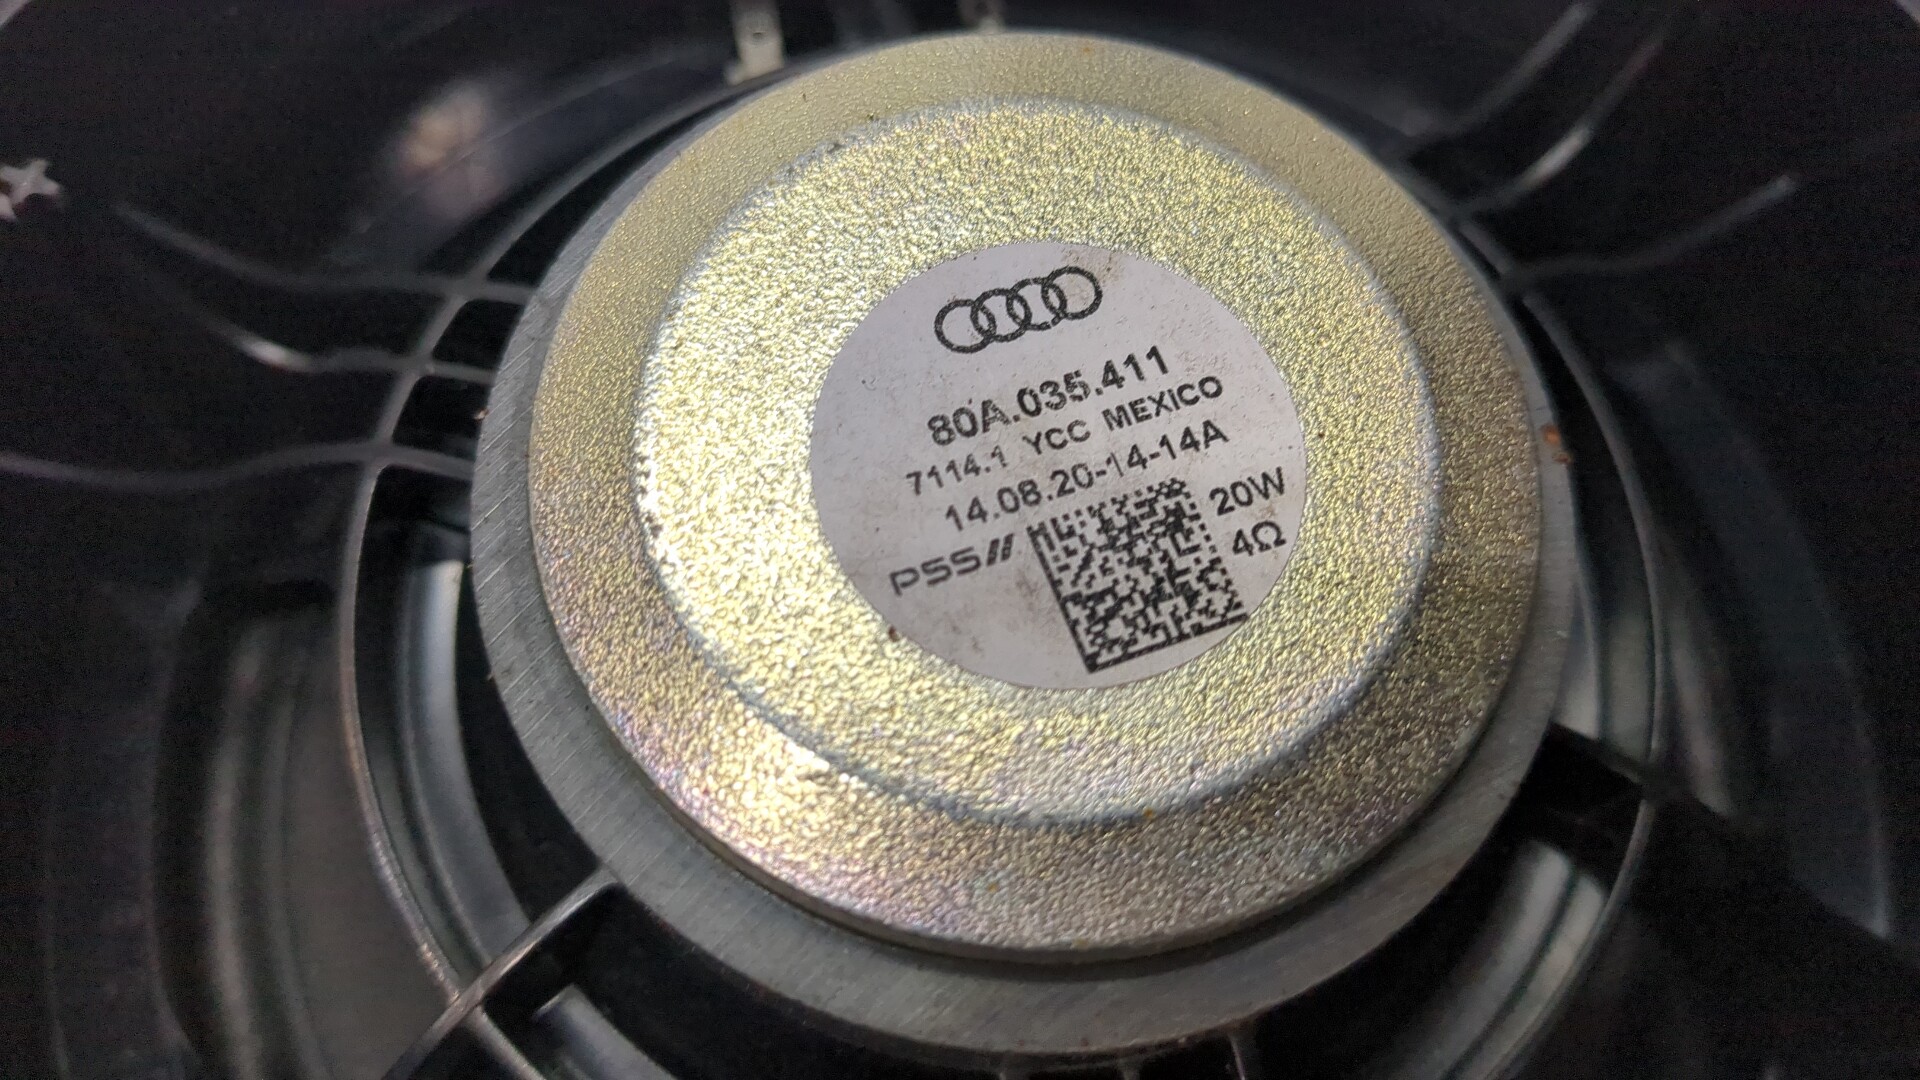 80A.035.411
7114.1 YCC MEXICO
14.08.20-14-14A
20W
PSS//
4Ω